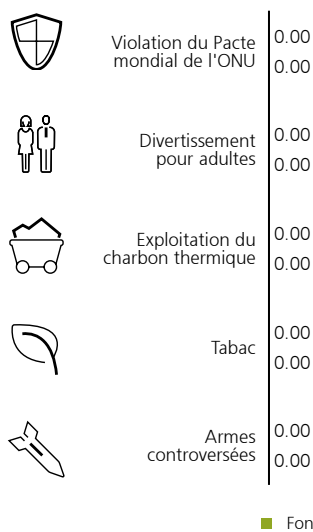 Violation du Pacte
mondial de l'ONU
0.00
0.00
Divertissement
pour adultes
0.00
0.00
Exploitation du
charbon thermique
0.00
0.00
Tabac
0.00
0.00
Armes
controversées
0.00
0.00
Fon